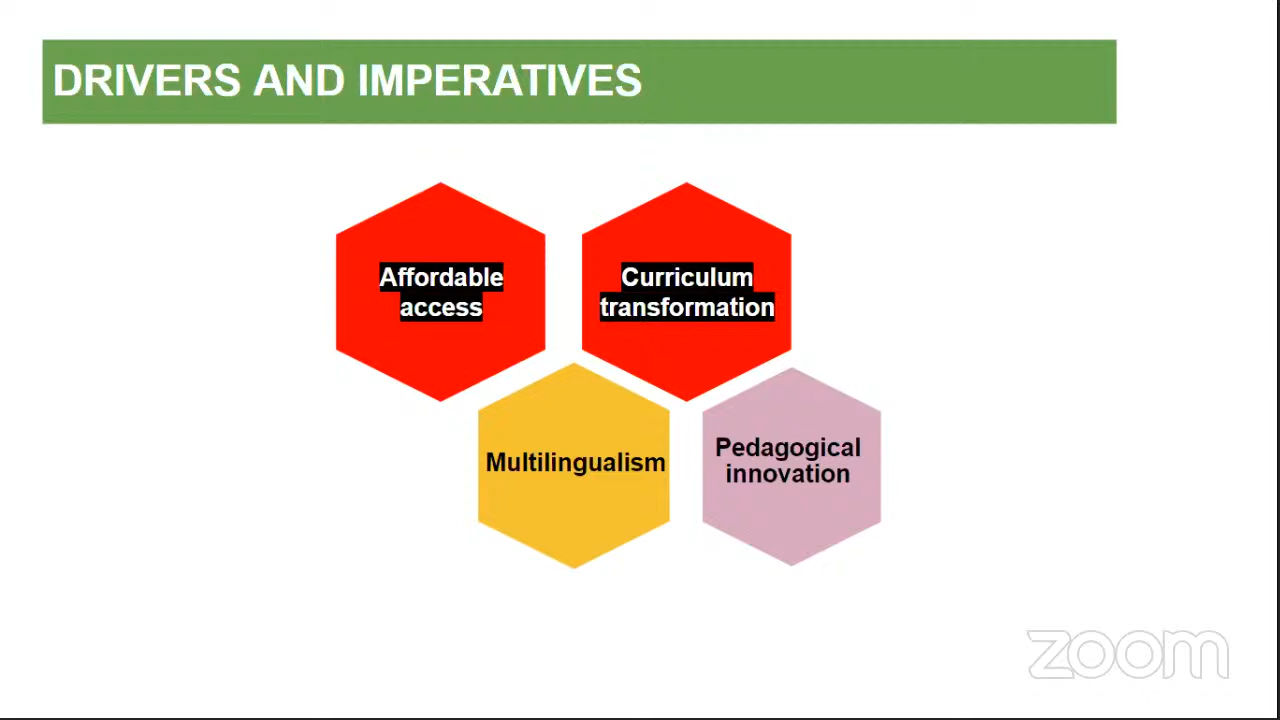 DRIVERS AND IMPERATIVES
Affordable
access
Curriculum
transformation
Multilingualism
Pedagogical
innovation
zoom